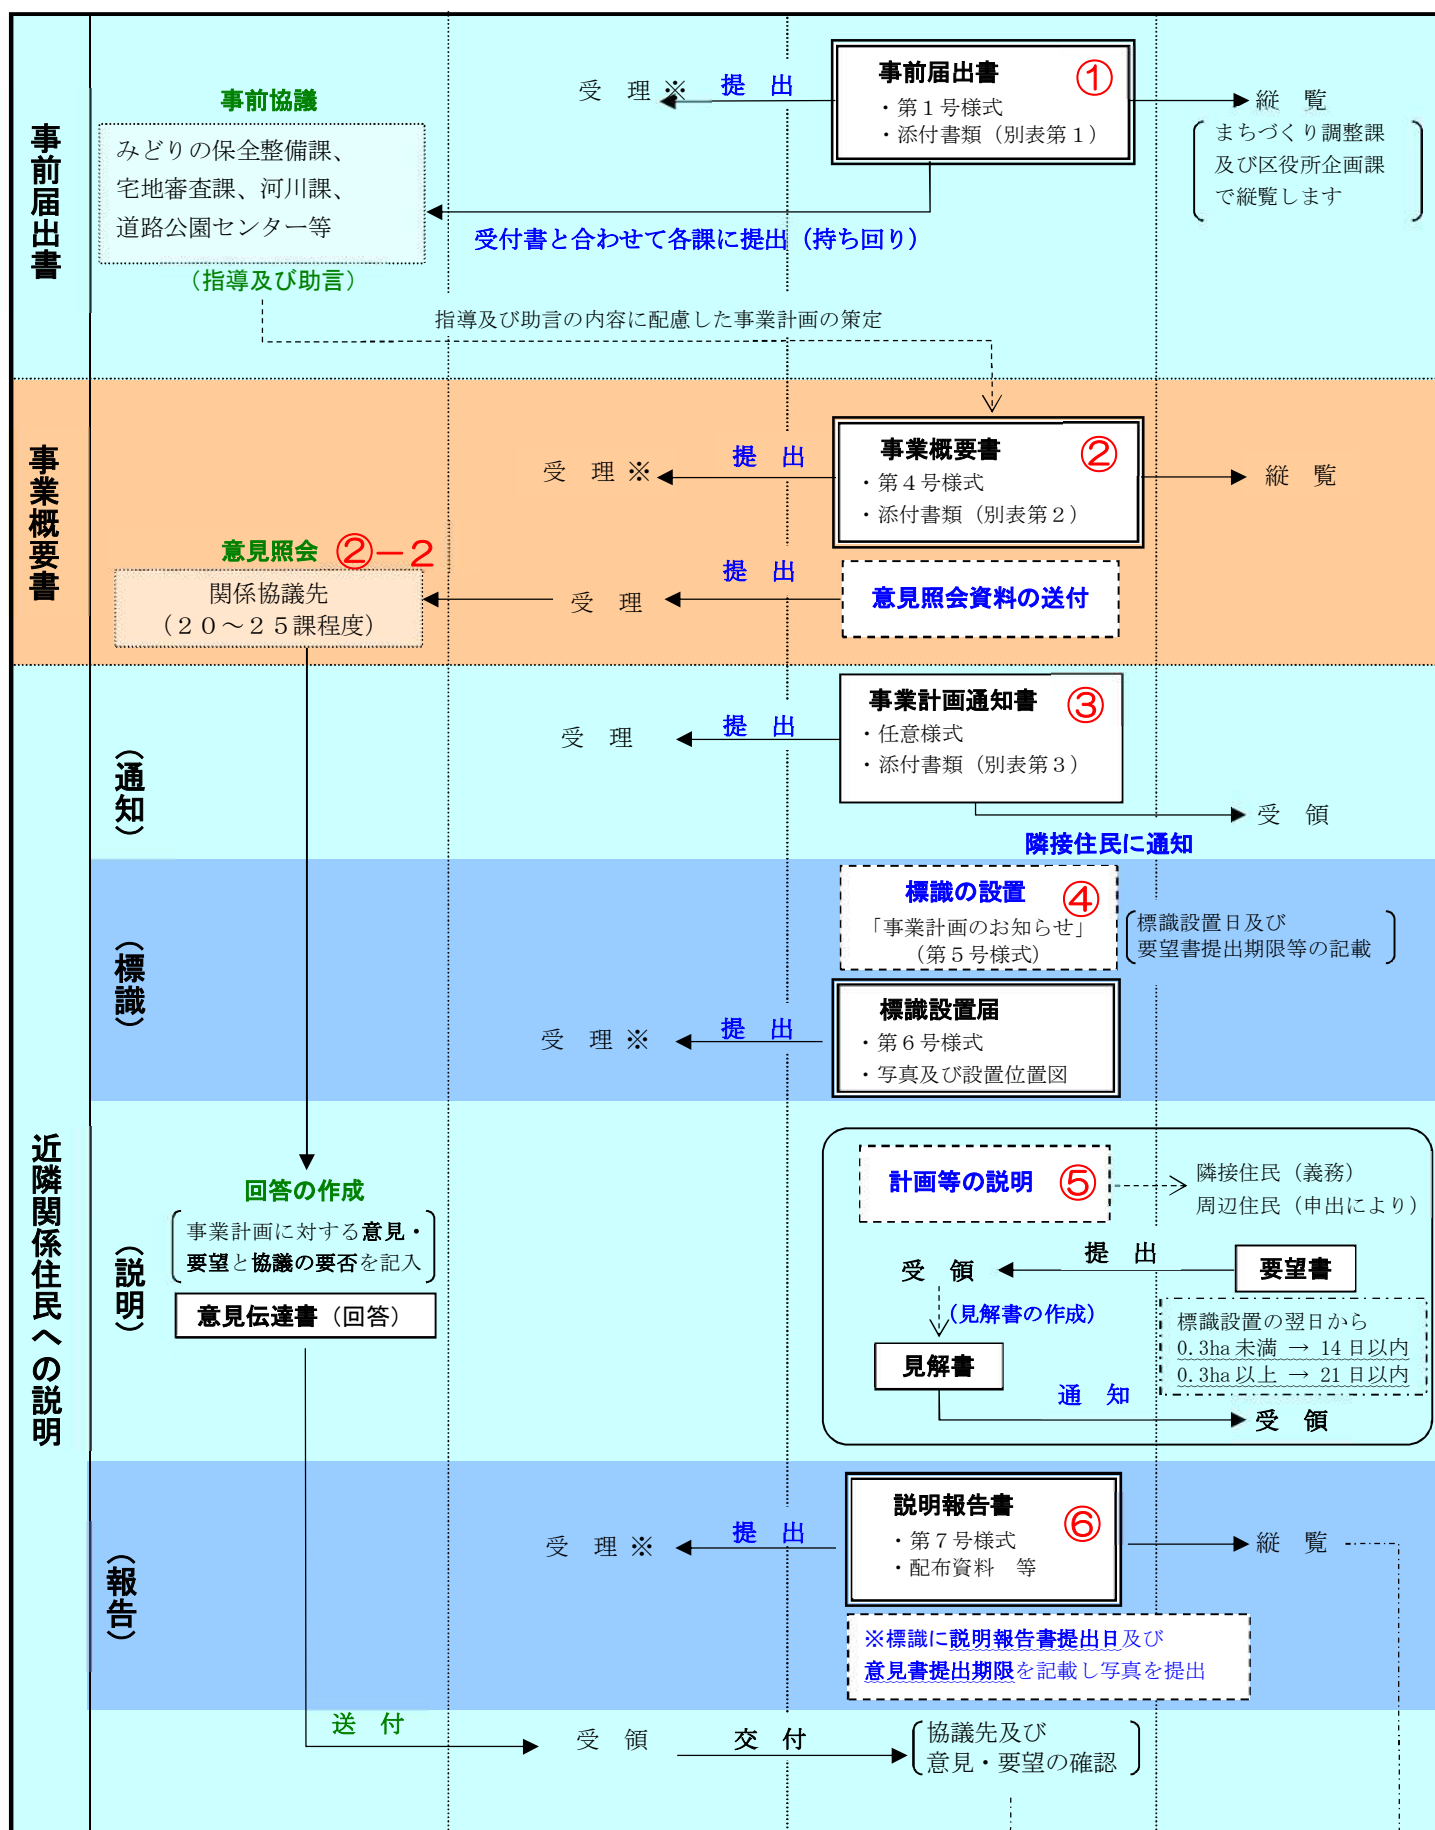 事前届出書
事前協議
みどりの保全整備課、
宅地審査課、河川課、
道路公園センター等
（指導及び助言）
受　理 ※
提　出
事前届出書
①
・第１号様式
・添付書類（別表第１）
縦　覧
まちづくり調整課
及び区役所企画課
で縦覧します
受付書と合わせて各課に提出（持ち回り）
指導及び助言の内容に配慮した事業計画の策定
事業概要書
受　理 ※
提　出
事業概要書
②
・第４号様式
・添付書類（別表第２）
縦　覧
意見照会 ②－２
関係協議先
（２０～２５課程度）
受　理
提　出
意見照会資料の送付
近隣関係住民への説明
（通知）
受　理
提　出
事業計画通知書
③
・任意様式
・添付書類（別表第３）
受　領
隣接住民に通知
（標識）
標識の設置
④
「事業計画のお知らせ」
（第５号様式）
標識設置日及び
要望書提出期限等の記載
受　理 ※
提　出
標識設置届
・第６号様式
・写真及び設置位置図
（説明）
回答の作成
事業計画に対する意見・
要望と協議の要否を記入
意見伝達書（回答）
計画等の説明
⑤
隣接住民（義務）
周辺住民（申出により）
受　領
提　出
要望書
（見解書の作成）
標識設置の翌日から
0.3ha 未満 → 14 日以内
0.3ha 以上 → 21 日以内
見解書
通　知
受　領
（報告）
受　理 ※
提　出
説明報告書
⑥
・第７号様式
・配布資料　等
縦　覧
※標識に説明報告書提出日及び
意見書提出期限を記載し写真を提出
送　付
受　領
交　付
協議先及び
意見・要望の確認